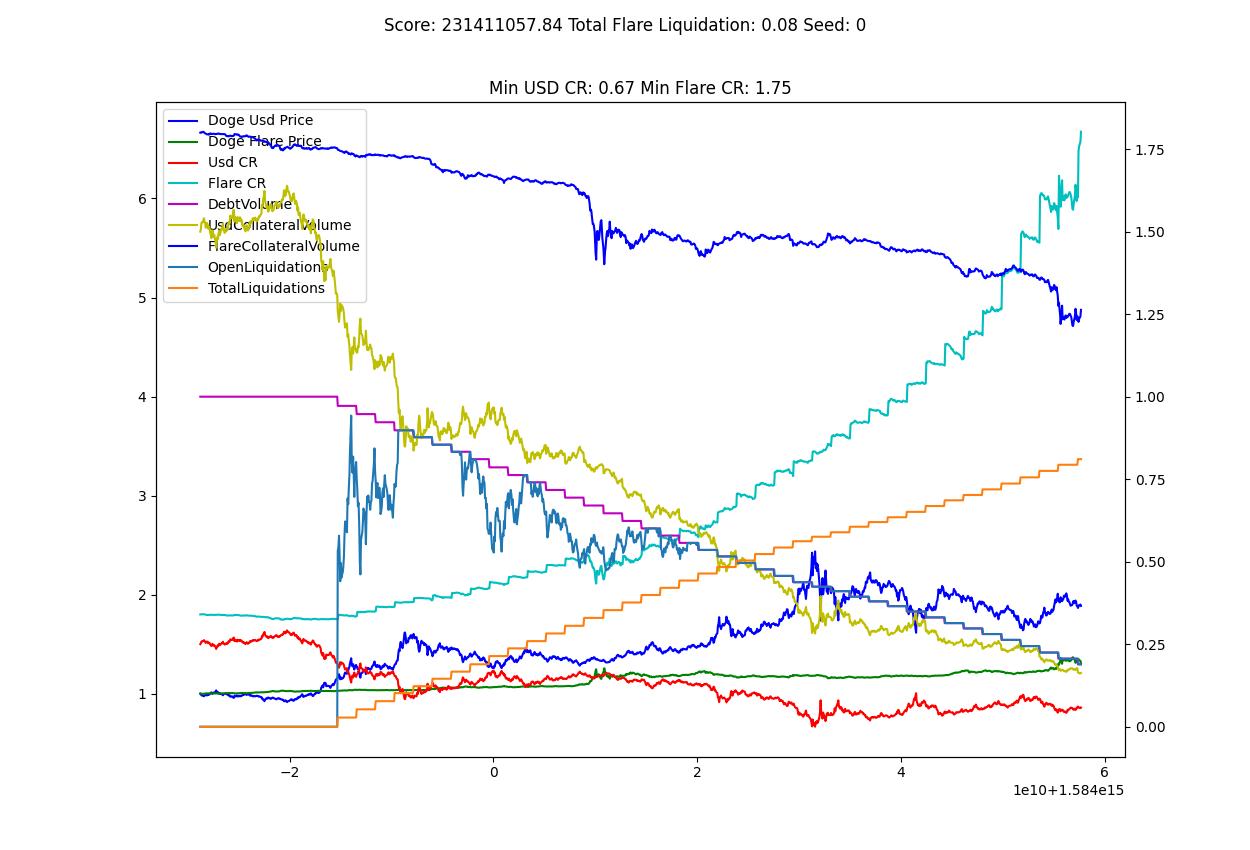 Score: 231411057.84 Total Flare Liquidation: 0.08 Seed: 0
Min USD CR: 0.67 Min Flare CR: 1.75
Doge Usd Price
Doge Flare Price
Usd CR
Flare CR
DebtVolume
UsdCollateralVolume
FlareCollateralVolume
OpenLiquidations
TotalLiquidations
6
5
4
3
2
1
1.75
1.50
1.25
1.00
0.75
0.50
0.25
0.00
−2
0
2
4
6
1e10+1.584e15